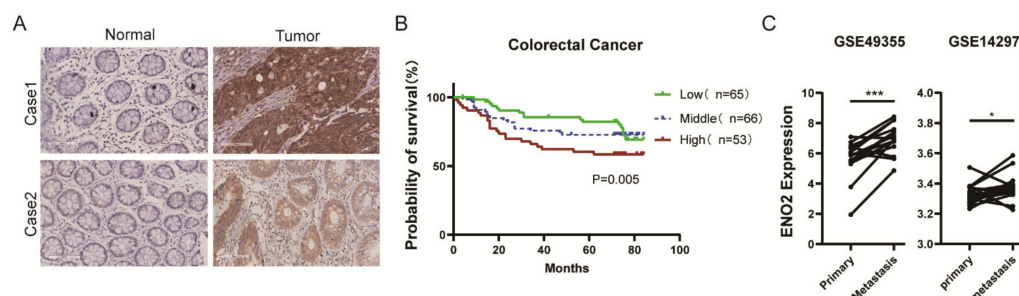 A
Normal
Tumor
Case1
Case2
B
Colorectal Cancer
Probability of survival(%)
100
50
0
0
20
40
60
80
100
Months
Low( n=65)
Middle( n=66)
High( n=53)
P=0.005
C
GSE49355
GSE14297
ENO2 Expression
10
8
6
4
2
0
***
Primary
Metastasis
4.0
3.8
3.6
3.4
3.2
3.0
*
primary
metastasis